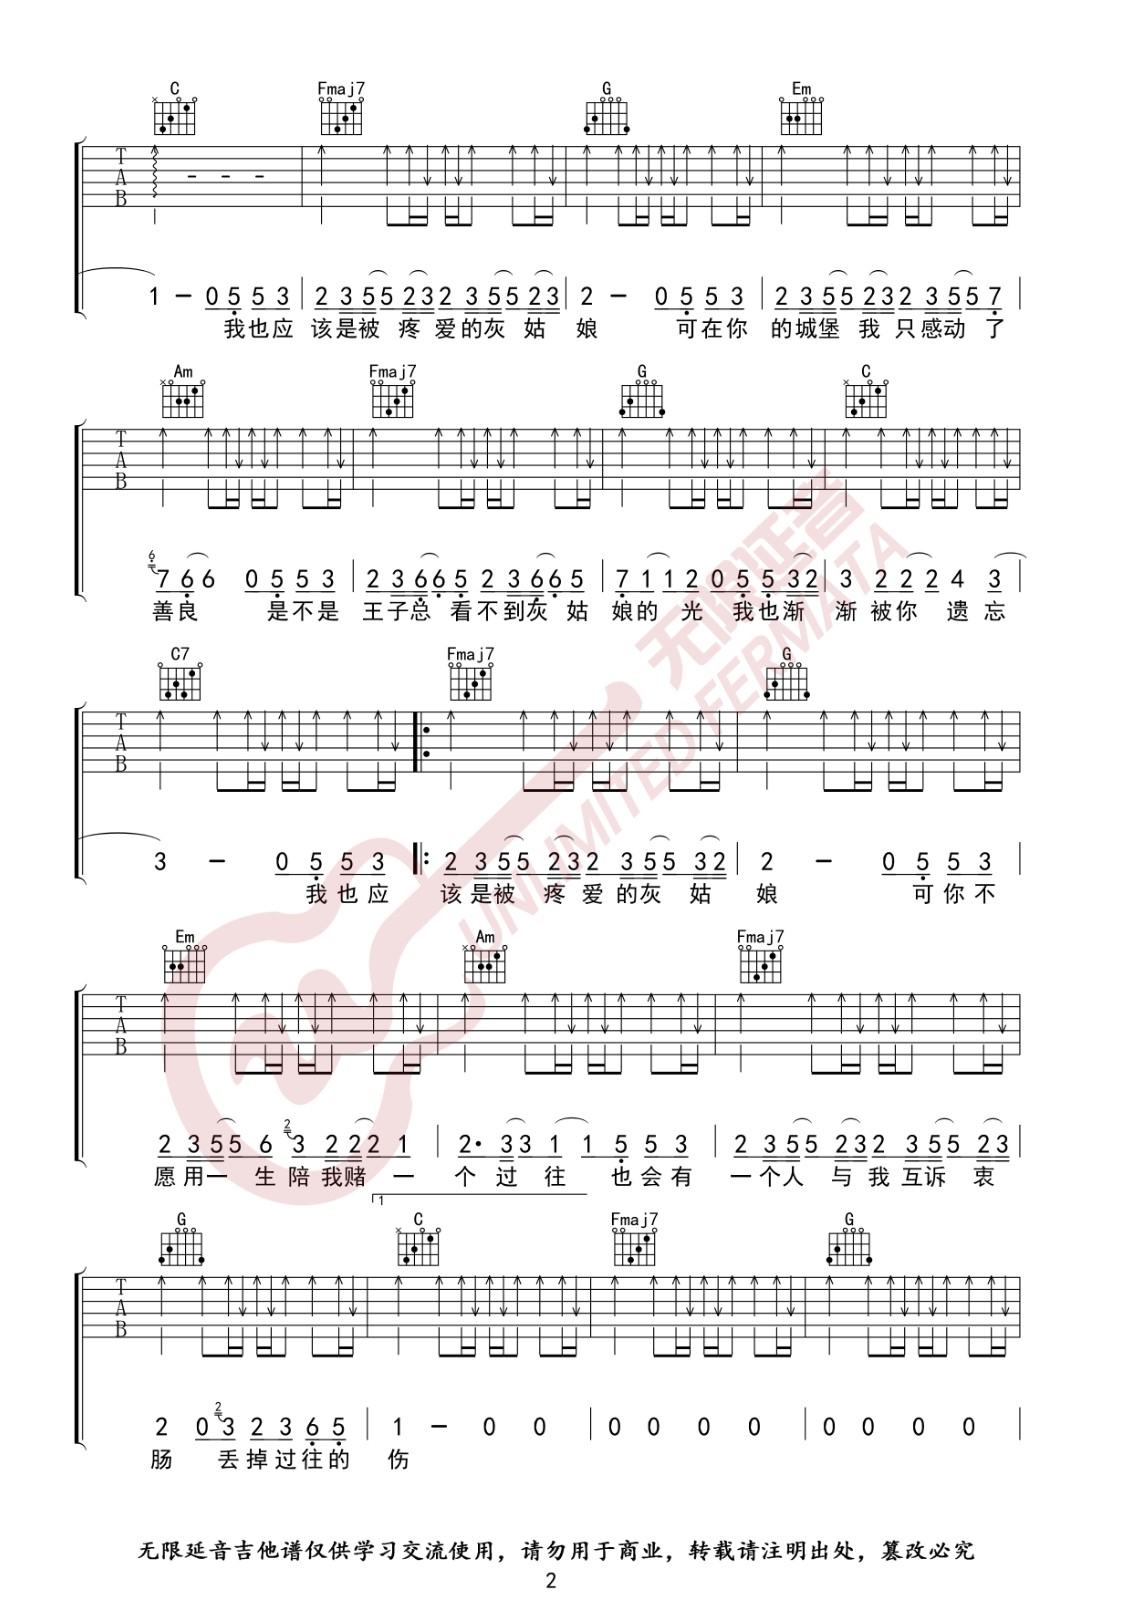 C Fmaj7 G Em
T
A
B
1 – 0 5 5 3 | 2 3 5 5 2 3 2 3 5 5 2 3 | 2 – 0 5 5 3 | 2 3 5 5 2 3 2 3 5 5 7 |
我也应 该是被 疼 爱的灰 姑 娘 可在你 的城堡 我 只感动 了
Am Fmaj7 G C
T
A
B
6 7 6 6 0 5 5 3 | 2 3 6 6 5 2 3 6 6 5 | 7 1 1 2 0 5 5 3 2 | 3 2 2 2 4 3 |
善良 是不是 王子总 看不到灰 姑 娘的 光 我也渐 渐被你 遗忘
C7 Fmaj7 G
T
A
B
3 – 0 5 5 3 |: 2 3 5 5 2 3 2 3 5 5 3 2 | 2 – 0 5 5 3 |
我也应 该是被 疼 爱的灰 姑 娘 可你不
Em Am Fmaj7
T
A
B
2 3 5 5 6 2 3 2 2 2 1 | 2· 3 3 1 1 5 5 3 | 2 3 5 5 2 3 2 3 5 5 2 3 |
愿用一 生陪我赌 一 个过往 也会有 一个人 与我互诉 衷
1
G C Fmaj7 G
T
A
B
2 0 2 3 2 3 6 5 | 1 – 0 0 | 0 0 0 0 | 0 0 0 0 |
肠 丢掉过往的 伤
无限延音
UNLIMITED FERMATA
无限延音吉他谱仅供学习交流使用，请勿用于商业，转载请注明出处，篡改必究
2